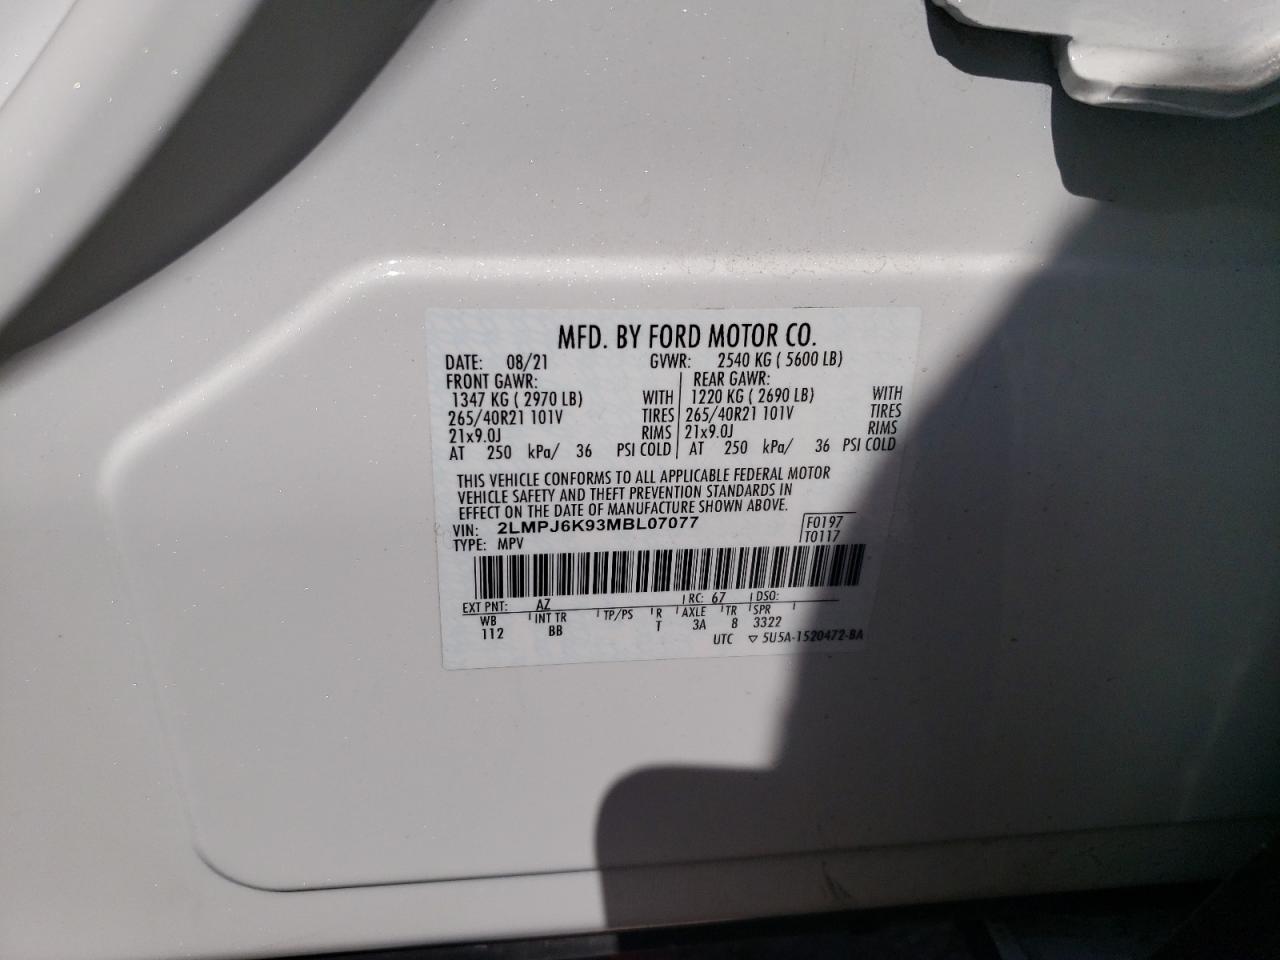 MFD. BY FORD MOTOR CO.
DATE: 08/21 GVWR: 2540 KG ( 5600 LB)
FRONT GAWR: REAR GAWR:
1347 KG ( 2970 LB) WITH 1220 KG ( 2690 LB) WITH
265/40R21 101V TIRES 265/40R21 101V TIRES
21x9.0J RIMS 21x9.0J RIMS
AT 250 kPa/ 36 PSI COLD AT 250 kPa/ 36 PSI COLD
THIS VEHICLE CONFORMS TO ALL APPLICABLE FEDERAL MOTOR
VEHICLE SAFETY AND THEFT PREVENTION STANDARDS IN
EFFECT ON THE DATE OF MANUFACTURE SHOWN ABOVE.
VIN: 2LMPJ6K93MBL07077 F0197
TYPE: MPV T0117
EXT PNT: AZ RC: 67 DSO:
WB INT TR TP/PS R AXLE TR SPR
112 BB T 3A 8 3322
UTC ▽ 5U5A-1520472-BA